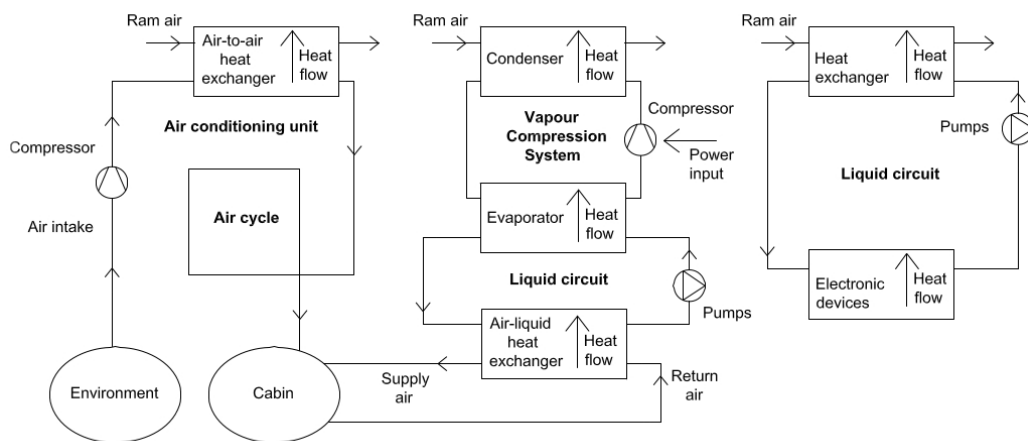 Ram air
Air-to-air
heat
exchanger
Heat
flow
Air conditioning unit
Compressor
Air intake
Air cycle
Environment
Cabin
Ram air
Condenser
Heat
flow
Vapour
Compression
System
Compressor
Power
input
Evaporator
Heat
flow
Liquid circuit
Pumps
Air-liquid
heat
exchanger
Heat
flow
Supply
air
Return
air
Ram air
Heat
exchanger
Heat
flow
Pumps
Liquid circuit
Electronic
devices
Heat
flow